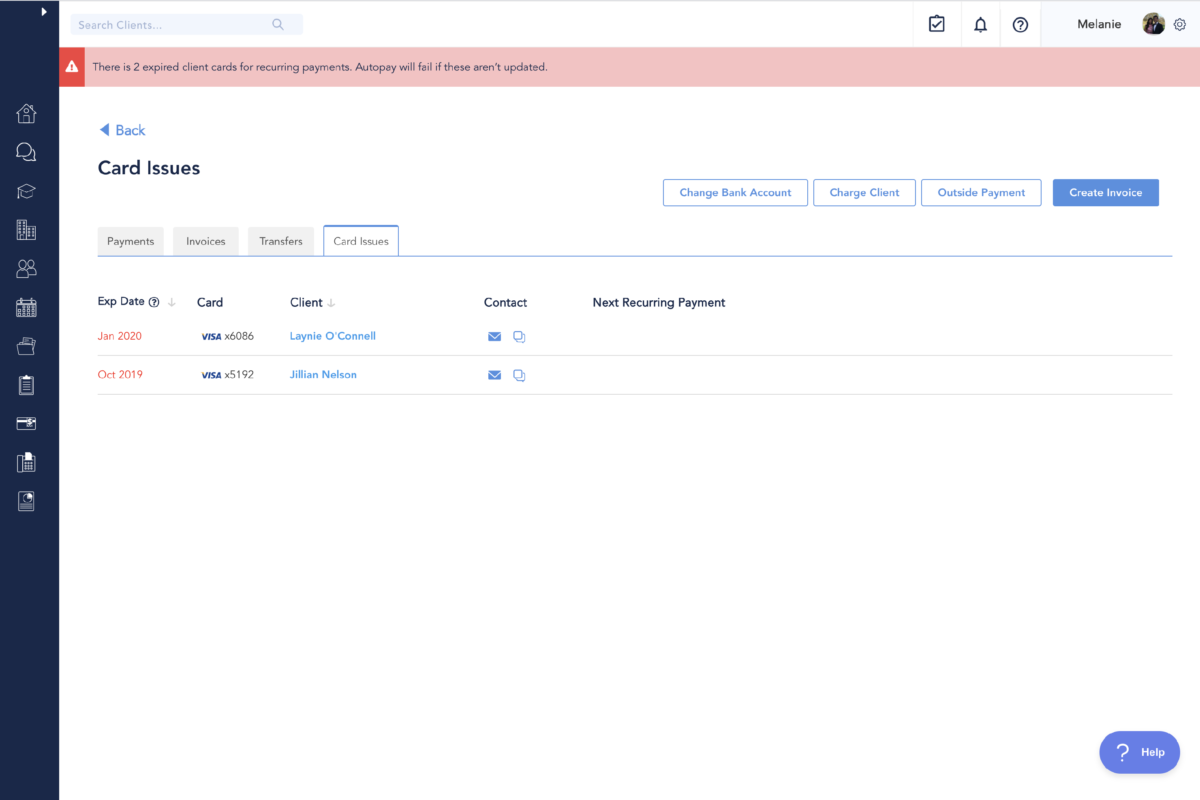 Search Clients...
Melanie
There is 2 expired client cards for recurring payments. Autopay will fail if these aren't updated.
Back
Card Issues
Change Bank Account Charge Client Outside Payment Create Invoice
Payments Invoices Transfers Card Issues
Exp Date Card Client Contact Next Recurring Payment
Jan 2020 VISA x6086 Laynie O'Connell
Oct 2019 VISA x5192 Jillian Nelson
? Help